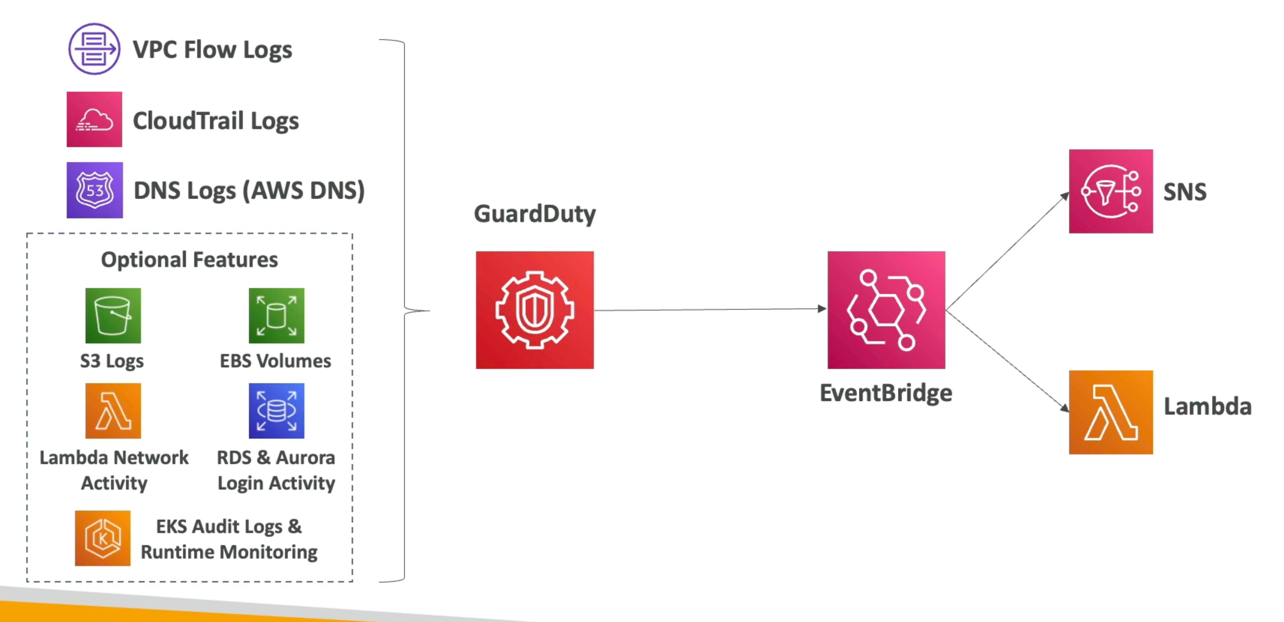 VPC Flow Logs
CloudTrail Logs
53
DNS Logs (AWS DNS)
Optional Features
S3 Logs
EBS Volumes
Lambda Network
Activity
RDS & Aurora
Login Activity
K
EKS Audit Logs &
Runtime Monitoring
GuardDuty
EventBridge
SNS
Lambda